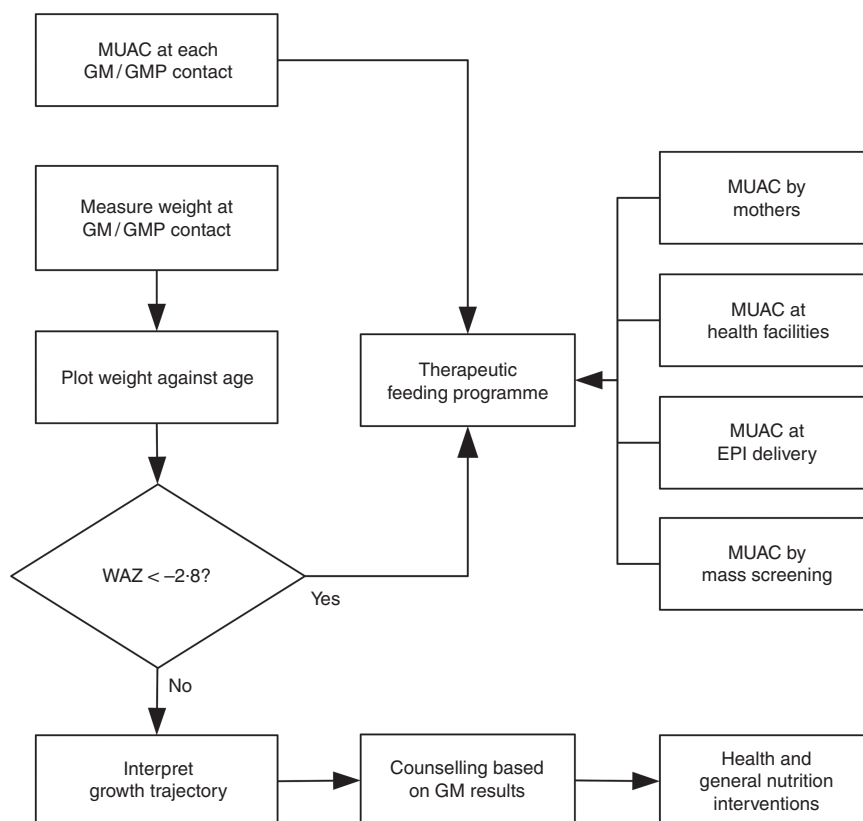 MUAC at each
GM/GMP contact
Measure weight at
GM/GMP contact
Plot weight against age
WAZ < –2·8?
Yes
No
Interpret
growth trajectory
Counselling based
on GM results
Health and
general nutrition
interventions
Therapeutic
feeding programme
MUAC by
mothers
MUAC at
health facilities
MUAC at
EPI delivery
MUAC by
mass screening